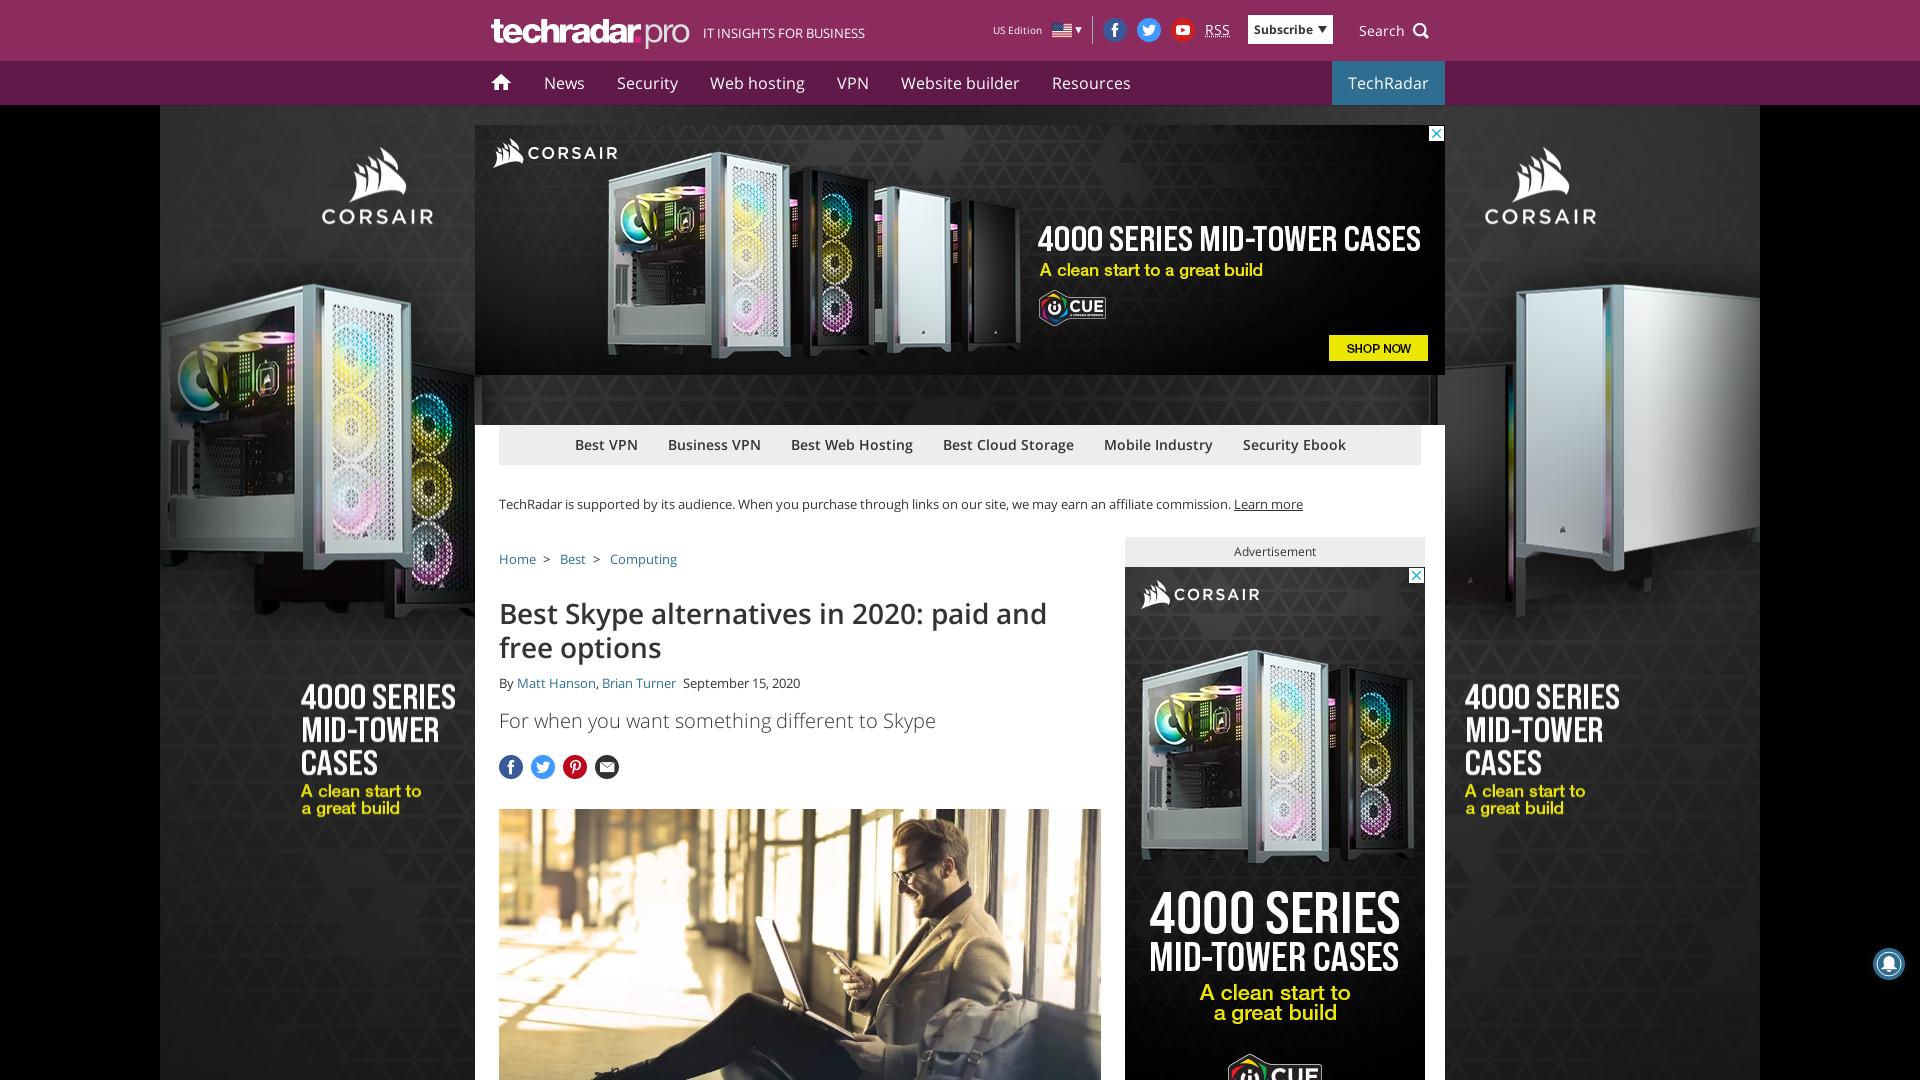 techradar.pro IT INSIGHTS FOR BUSINESS
US Edition
RSS
Subscribe
Search
News
Security
Web hosting
VPN
Website builder
Resources
TechRadar
CORSAIR
CORSAIR
4000 SERIES MID-TOWER CASES
A clean start to a great build
iCUE
SHOP NOW
CORSAIR
Best VPN
Business VPN
Best Web Hosting
Best Cloud Storage
Mobile Industry
Security Ebook
TechRadar is supported by its audience. When you purchase through links on our site, we may earn an affiliate commission. Learn more
Home > Best > Computing
Best Skype alternatives in 2020: paid and
free options
By Matt Hanson, Brian Turner September 15, 2020
For when you want something different to Skype
4000 SERIES
MID-TOWER
CASES
A clean start to
a great build
Advertisement
CORSAIR
4000 SERIES
MID-TOWER CASES
A clean start to
a great build
iCUE
4000 SERIES
MID-TOWER
CASES
A clean start to
a great build